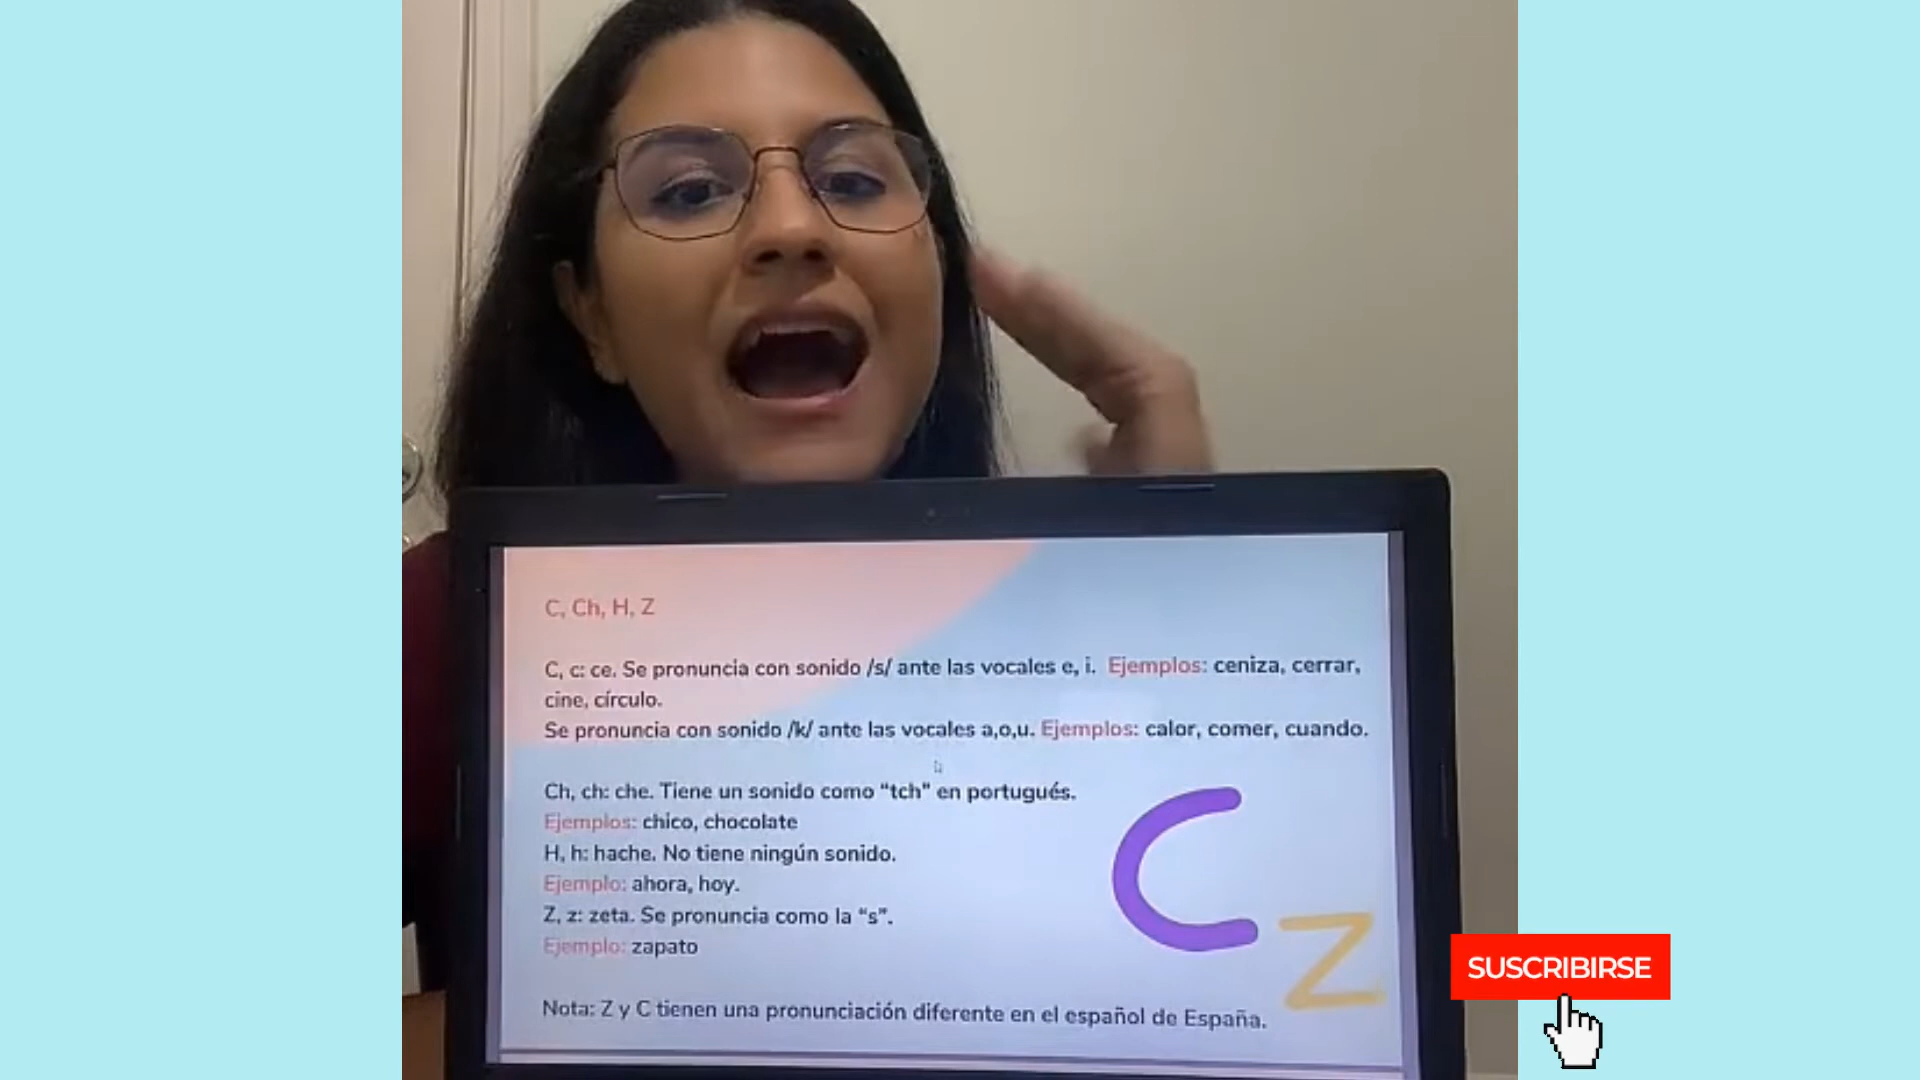 C, Ch, H, Z
C, c: ce. Se pronuncia con sonido /s/ ante las vocales e, i. Ejemplos: ceniza, cerrar,
cine, círculo.
Se pronuncia con sonido /k/ ante las vocales a,o,u. Ejemplos: calor, comer, cuando.
Ch, ch: che. Tiene un sonido como “tch” en portugués.
Ejemplos: chico, chocolate
H, h: hache. No tiene ningún sonido.
Ejemplo: ahora, hoy.
Z, z: zeta. Se pronuncia como la “s”.
Ejemplo: zapato
Nota: Z y C tienen una pronunciación diferente en el español de España.
C
Z
SUSCRIBIRSE